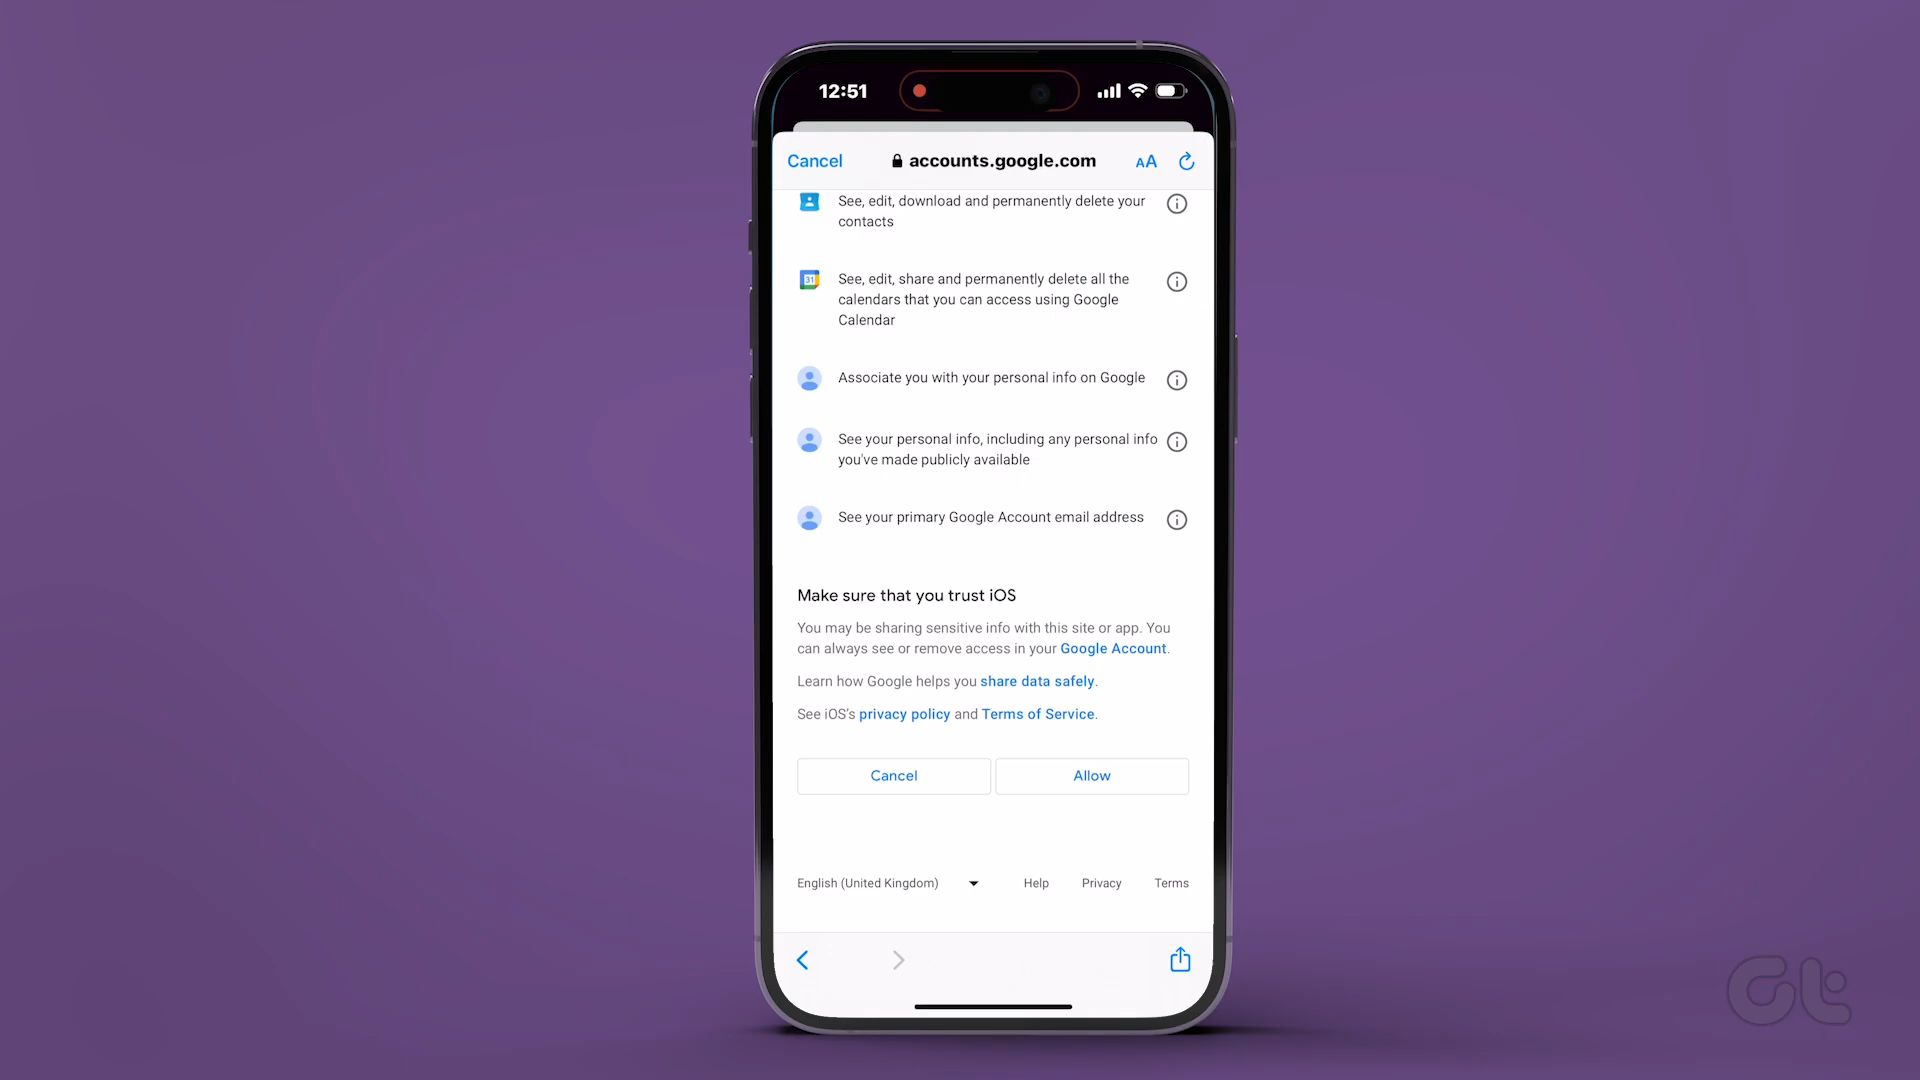 12:51
Cancel accounts.google.com AA
See, edit, download and permanently delete your
contacts
31
See, edit, share and permanently delete all the
calendars that you can access using Google
Calendar
Associate you with your personal info on Google
See your personal info, including any personal info
you've made publicly available
See your primary Google Account email address
Make sure that you trust iOS
You may be sharing sensitive info with this site or app. You
can always see or remove access in your Google Account.
Learn how Google helps you share data safely.
See iOS’s privacy policy and Terms of Service.
Cancel Allow
English (United Kingdom) Help Privacy Terms
Gt